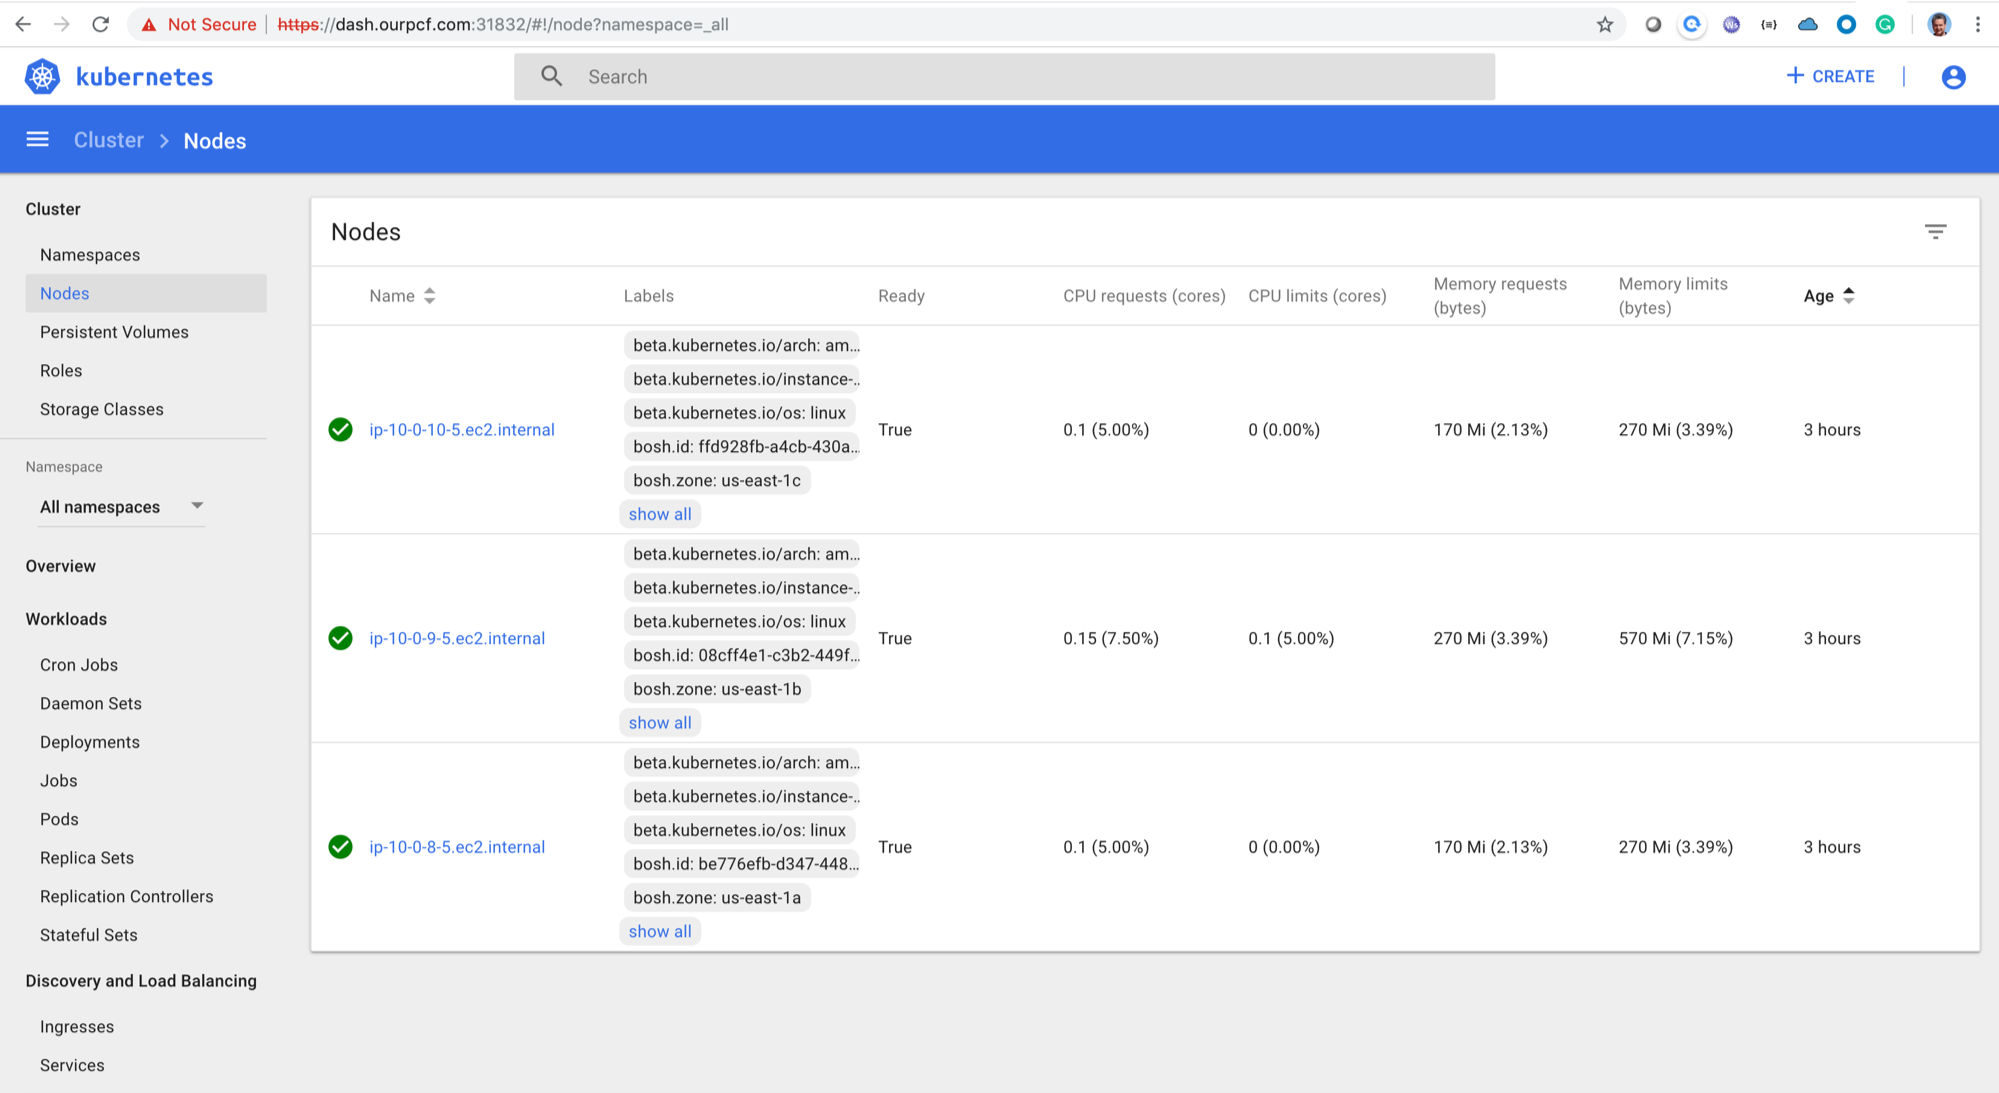 Not Secure | https://dash.ourpcf.com:31832/#!/node?namespace=_all
kubernetes
Search
+ CREATE
Cluster > Nodes
Cluster
Namespaces
Nodes
Persistent Volumes
Roles
Storage Classes
Namespace
All namespaces
Overview
Workloads
Cron Jobs
Daemon Sets
Deployments
Jobs
Pods
Replica Sets
Replication Controllers
Stateful Sets
Discovery and Load Balancing
Ingresses
Services
Nodes
Name Labels Ready CPU requests (cores) CPU limits (cores) Memory requests (bytes) Memory limits (bytes) Age
beta.kubernetes.io/arch: am...
beta.kubernetes.io/instance-..
beta.kubernetes.io/os: linux
ip-10-0-10-5.ec2.internal True 0.1 (5.00%) 0 (0.00%) 170 Mi (2.13%) 270 Mi (3.39%) 3 hours
bosh.id: ffd928fb-a4cb-430a...
bosh.zone: us-east-1c
show all
beta.kubernetes.io/arch: am...
beta.kubernetes.io/instance-..
beta.kubernetes.io/os: linux
ip-10-0-9-5.ec2.internal True 0.15 (7.50%) 0.1 (5.00%) 270 Mi (3.39%) 570 Mi (7.15%) 3 hours
bosh.id: 08cff4e1-c3b2-449f...
bosh.zone: us-east-1b
show all
beta.kubernetes.io/arch: am...
beta.kubernetes.io/instance-..
beta.kubernetes.io/os: linux
ip-10-0-8-5.ec2.internal True 0.1 (5.00%) 0 (0.00%) 170 Mi (2.13%) 270 Mi (3.39%) 3 hours
bosh.id: be776efb-d347-448...
bosh.zone: us-east-1a
show all